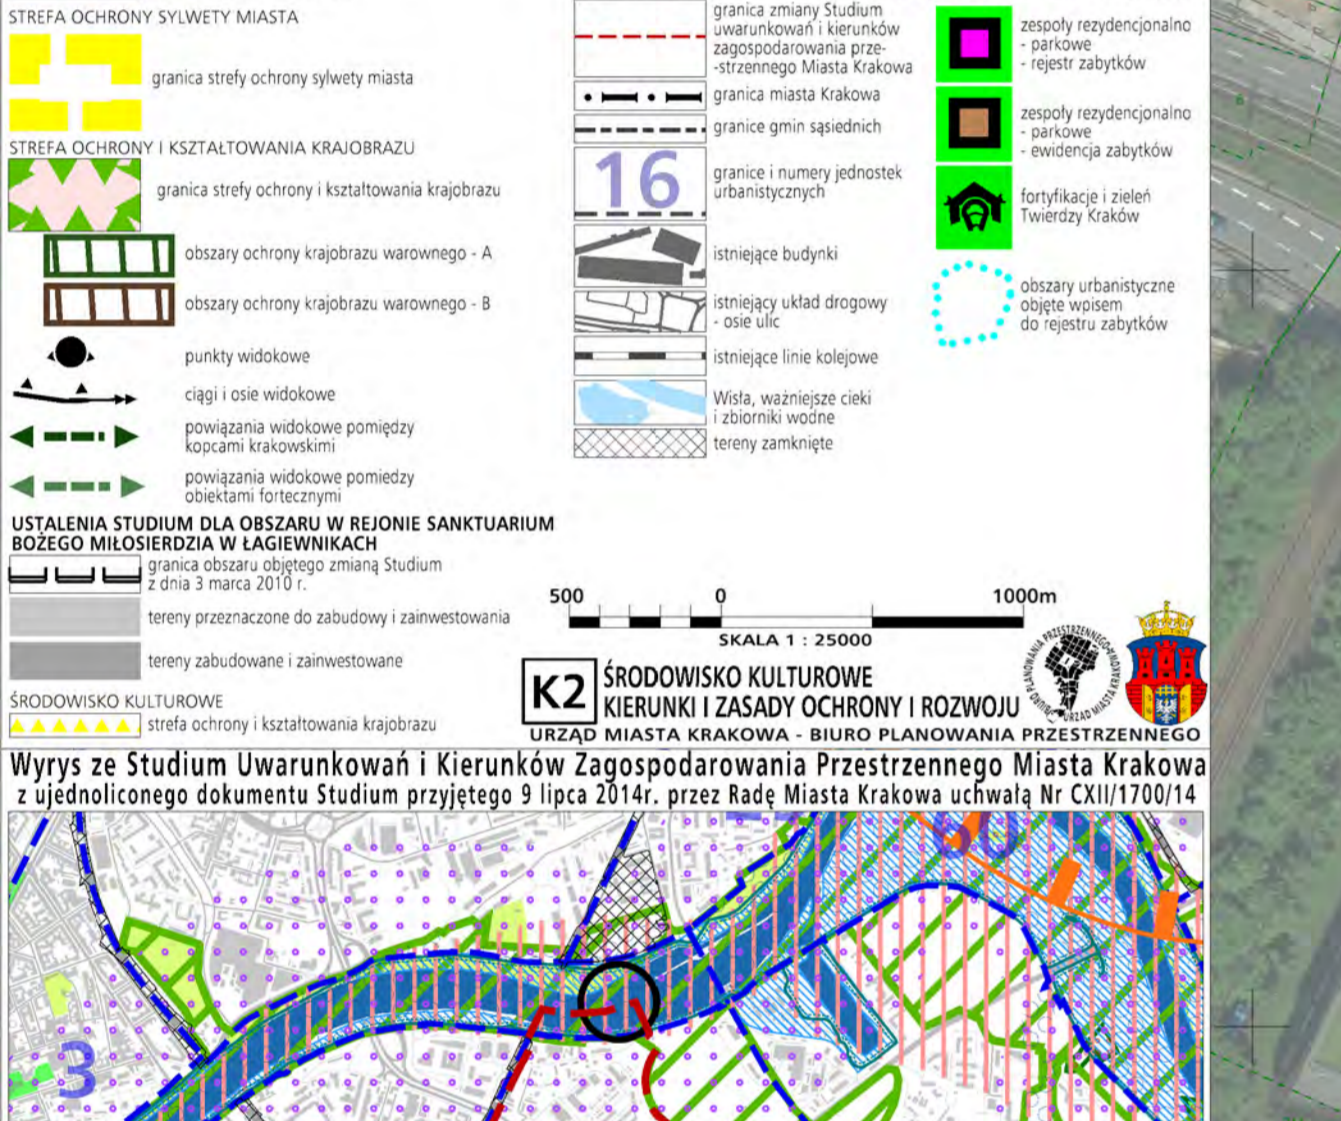 STREFA OCHRONY SYLWETY MIASTA
granica strefy ochrony sylwety miasta
STREFA OCHRONY I KSZTAŁTOWANIA KRAJOBRAZU
granica strefy ochrony i kształtowania krajobrazu
obszary ochrony krajobrazu warownego - A
obszary ochrony krajobrazu warownego - B
punkty widokowe
ciągi i osie widokowe
powiązania widokowe pomiędzy
kopcami krakowskimi
powiązania widokowe pomiedzy
obiektami fortecznymi
USTALENIA STUDIUM DLA OBSZARU W REJONIE SANKTUARIUM
BOŻEGO MIŁOSIERDZIA W ŁAGIEWNIKACH
granica obszaru objętego zmianą Studium
z dnia 3 marca 2010 r.
tereny przeznaczone do zabudowy i zainwestowania
tereny zabudowane i zainwestowane
ŚRODOWISKO KULTUROWE
strefa ochrony i kształtowania krajobrazu
granica zmiany Studium
uwarunkowań i kierunków
zagospodarowania prze-
-strzennego Miasta Krakowa
granica miasta Krakowa
granice gmin sąsiednich
16
granice i numery jednostek
urbanistycznych
istniejące budynki
istniejący układ drogowy
- osie ulic
istniejące linie kolejowe
Wisła, ważniejsze cieki
i zbiorniki wodne
tereny zamknięte
zespoły rezydencjonalno
- parkowe
- rejestr zabytków
zespoły rezydencjonalno
- parkowe
- ewidencja zabytków
fortyfikacje i zieleń
Twierdzy Kraków
obszary urbanistyczne
objęte wpisem
do rejestru zabytków
500 0 1000m
SKALA 1 : 25000
K2
ŚRODOWISKO KULTUROWE
KIERUNKI I ZASADY OCHRONY I ROZWOJU
URZĄD MIASTA KRAKOWA - BIURO PLANOWANIA PRZESTRZENNEGO
Wyrys ze Studium Uwarunkowań i Kierunków Zagospodarowania Przestrzennego Miasta Krakowa
z ujednoliconego dokumentu Studium przyjętego 9 lipca 2014r. przez Radę Miasta Krakowa uchwałą Nr CXII/1700/14
3